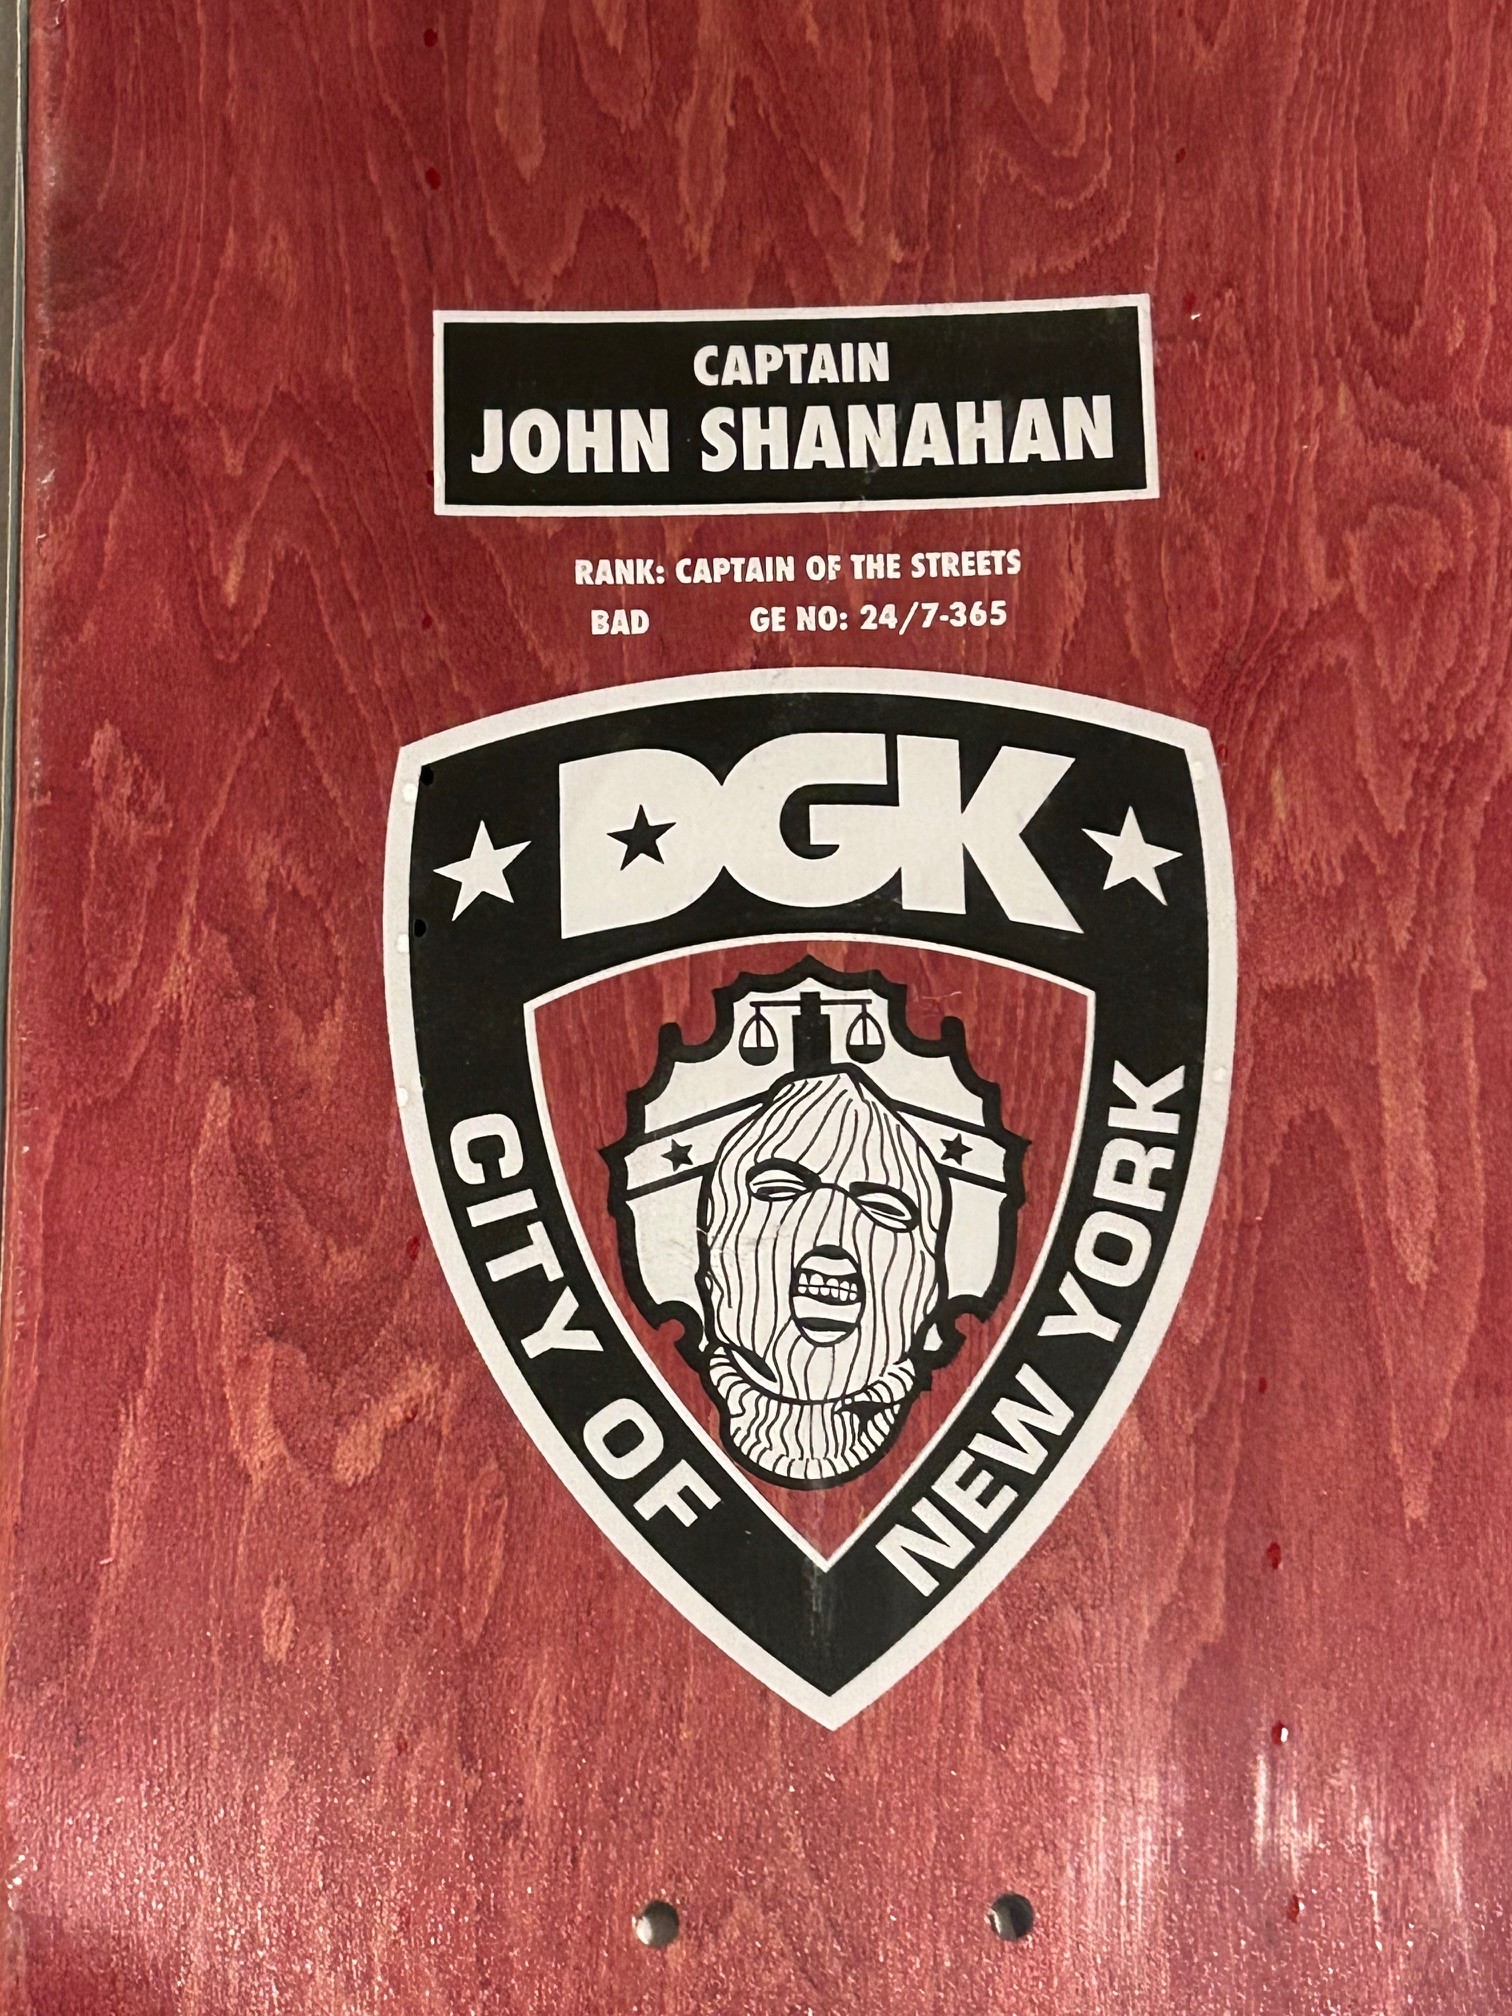 CAPTAIN
JOHN SHANAHAN
RANK: CAPTAIN OF THE STREETS
BAD GE NO: 24/7-365
DGK
CITY OF
NEW YORK